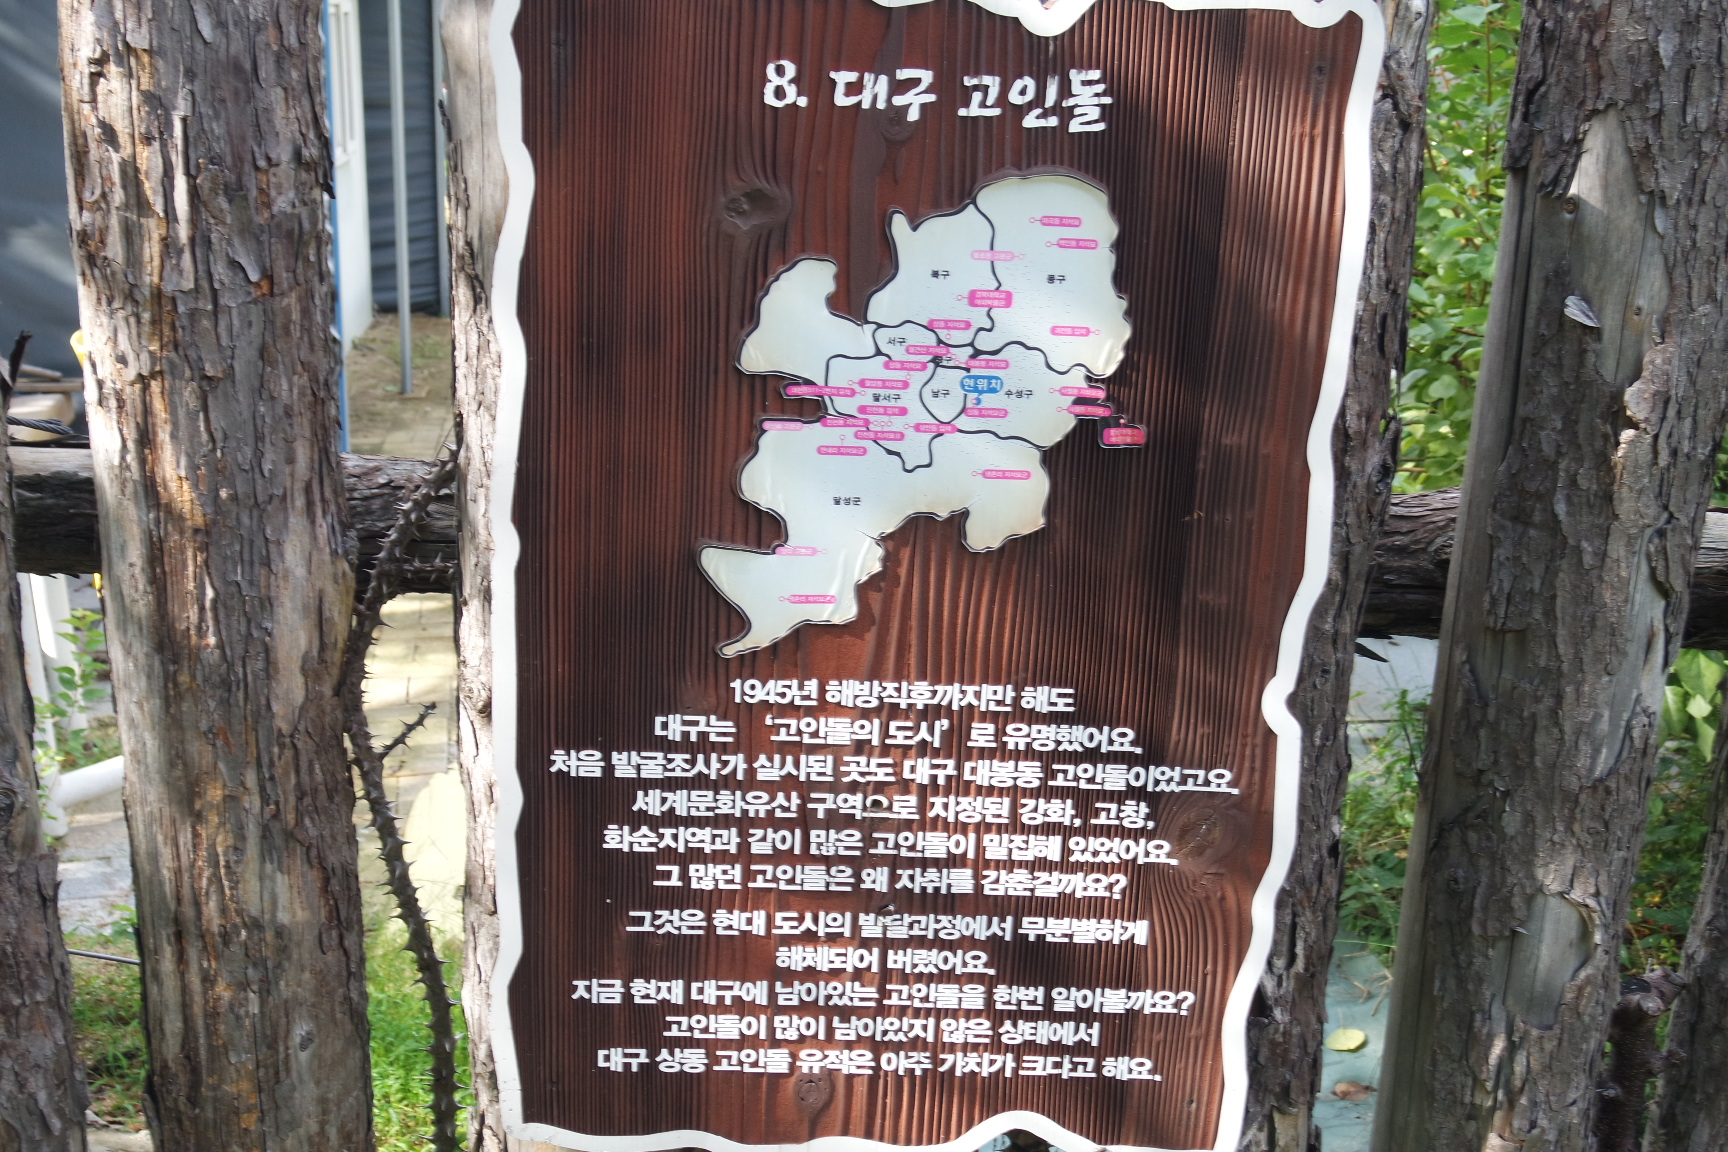 8. 대구 고인돌
북구
동구
서구
현위치
남구
수성구
달서구
달성군
1945년 해방직후까지만 해도
대구는 ‘고인돌의 도시’로 유명했어요.
처음 발굴조사가 실시된 곳도 대구 대봉동 고인돌이었고요.
세계문화유산 구역으로 지정된 강화, 고창,
화순지역과 같이 많은 고인돌이 밀집해 있었어요.
그 많던 고인돌은 왜 자취를 감춘걸까요?
그것은 현대 도시의 발달과정에서 무분별하게
해체되어 버렸어요.
지금 현재 대구에 남아있는 고인돌을 한번 알아볼까요?
고인돌이 많이 남아있지 않은 상태에서
대구 상동 고인돌 유적은 아주 가치가 크다고 해요.